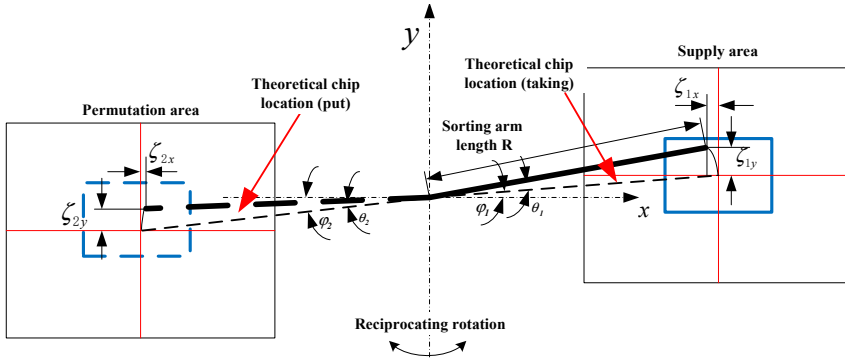 y
Supply area
Theoretical chip
location (taking)
Theoretical chip
location (put)
Permutation area
ζ1x
Sorting arm
length R
ζ1y
ζ2x
ζ2y
φ2
θ2
φ1
θ1
x
Reciprocating rotation